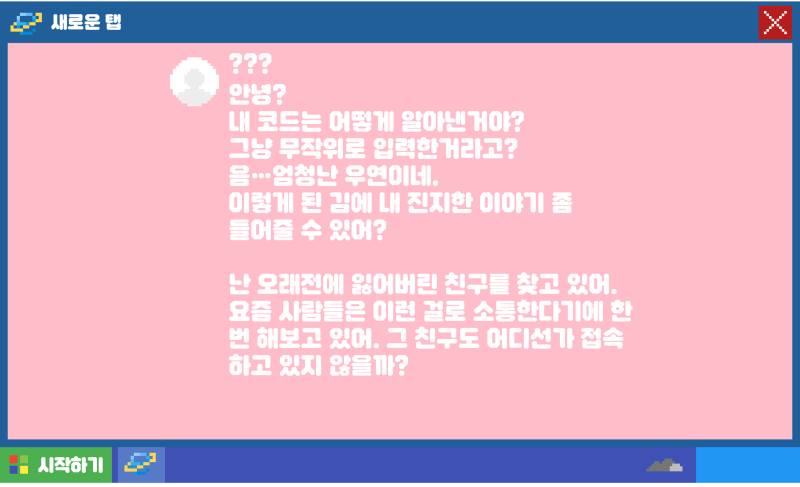 새로운 탭
???
안녕?
내 코드는 어떻게 알아낸거야?
그냥 무작위로 입력한거라고?
음…엄청난 우연이네.
이렇게 된 김에 내 진지한 이야기 좀
들어줄 수 있어?
난 오래전에 잃어버린 친구를 찾고 있어.
요즘 사람들은 이런 걸로 소통한다기에 한
번 해보고 있어. 그 친구도 어디선가 접속
하고 있지 않을까?
시작하기